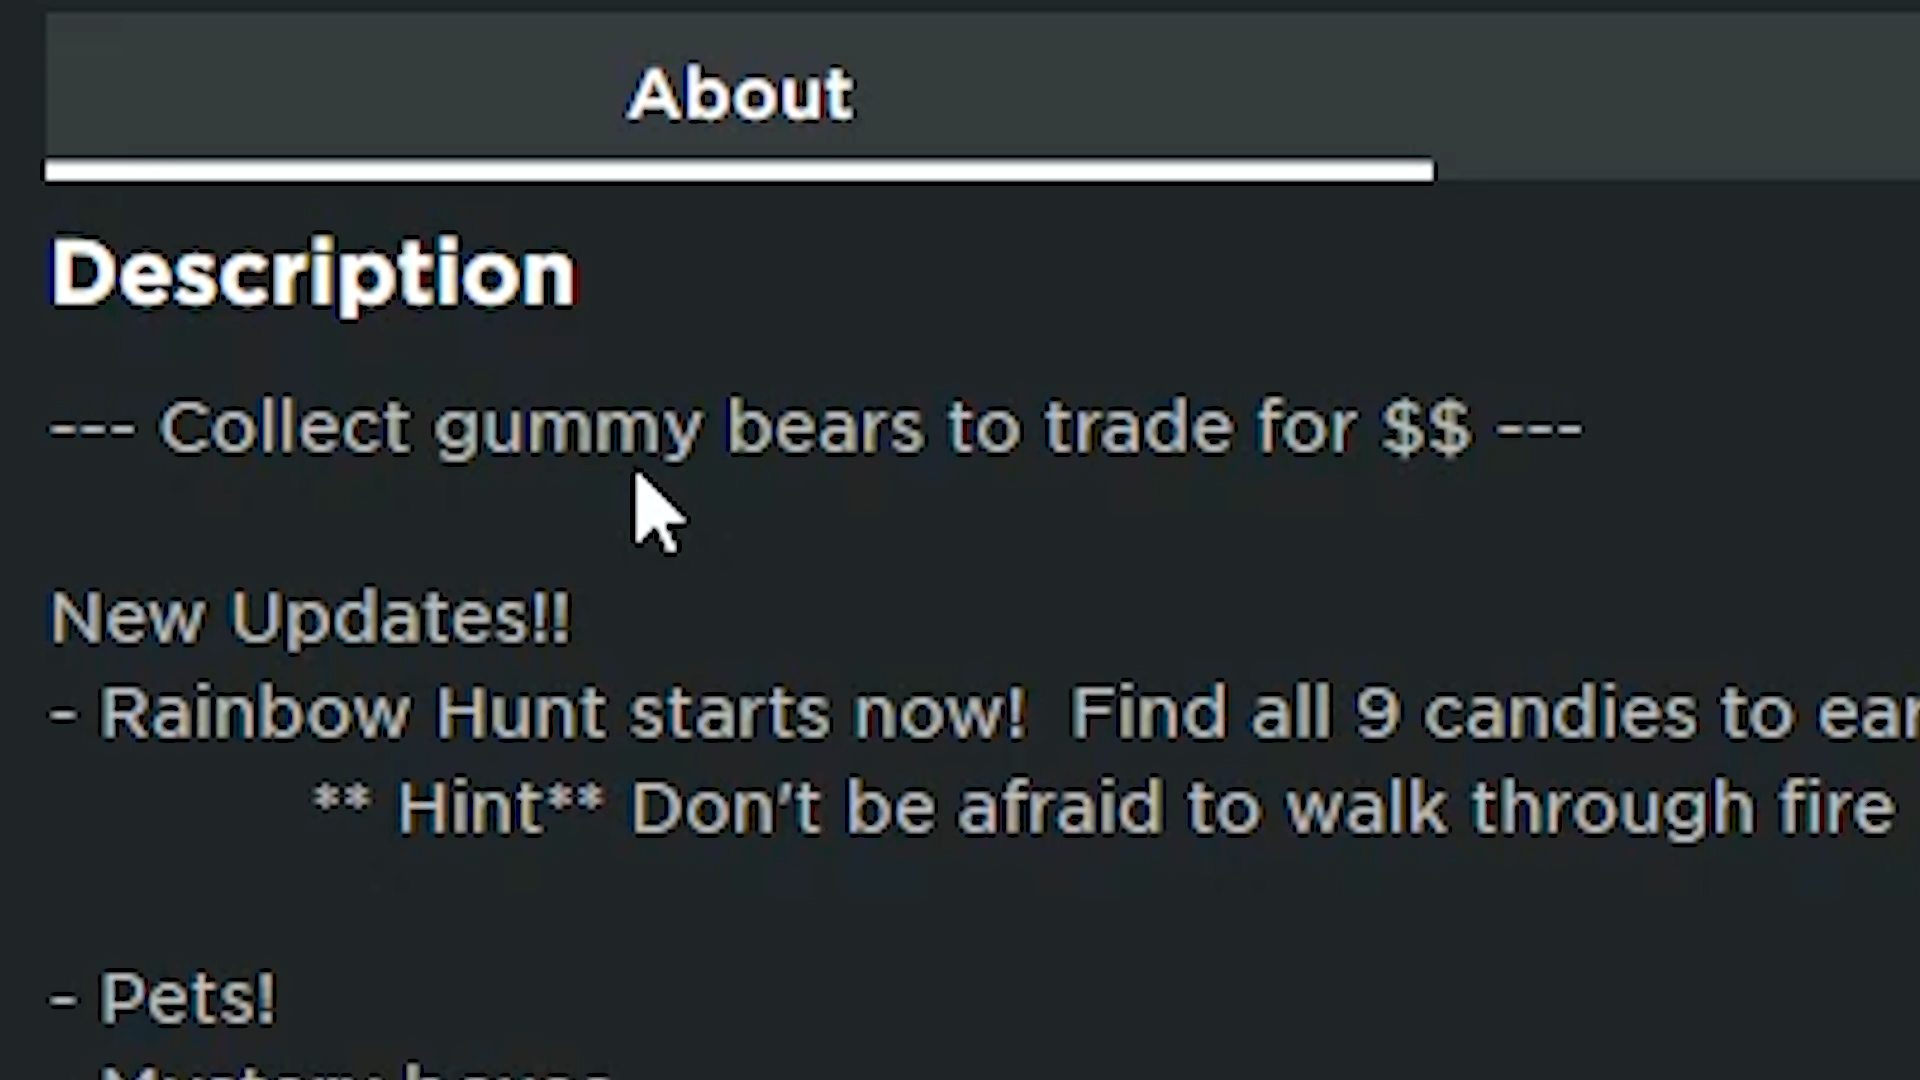 About
Description
--- Collect gummy bears to trade for $$ ---
New Updates!!
- Rainbow Hunt starts now!  Find all 9 candies to ear
** Hint** Don't be afraid to walk through fire
- Pets!